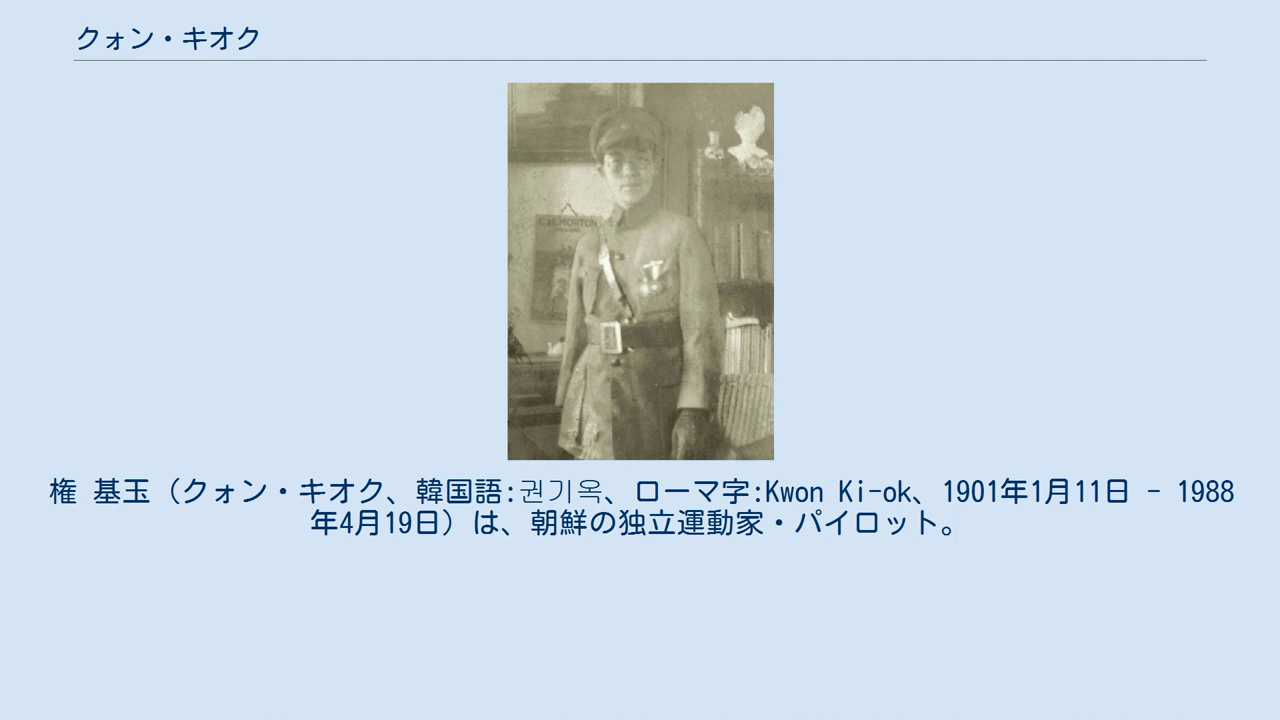 クォン・キオク
C&E MORTON
権 基玉（クォン・キオク、韓国語:권기옥、ローマ字:Kwon Ki-ok、1901年1月11日 - 1988
年4月19日）は、朝鮮の独立運動家・パイロット。